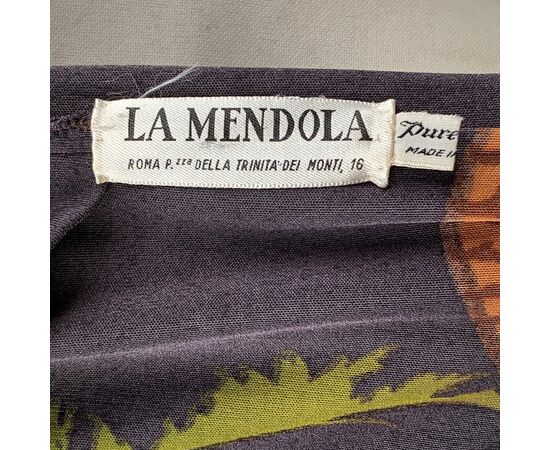 LA MENDOLA
ROMA P.zza DELLA TRINITA DEI MONTI, 16
Pure
MADE